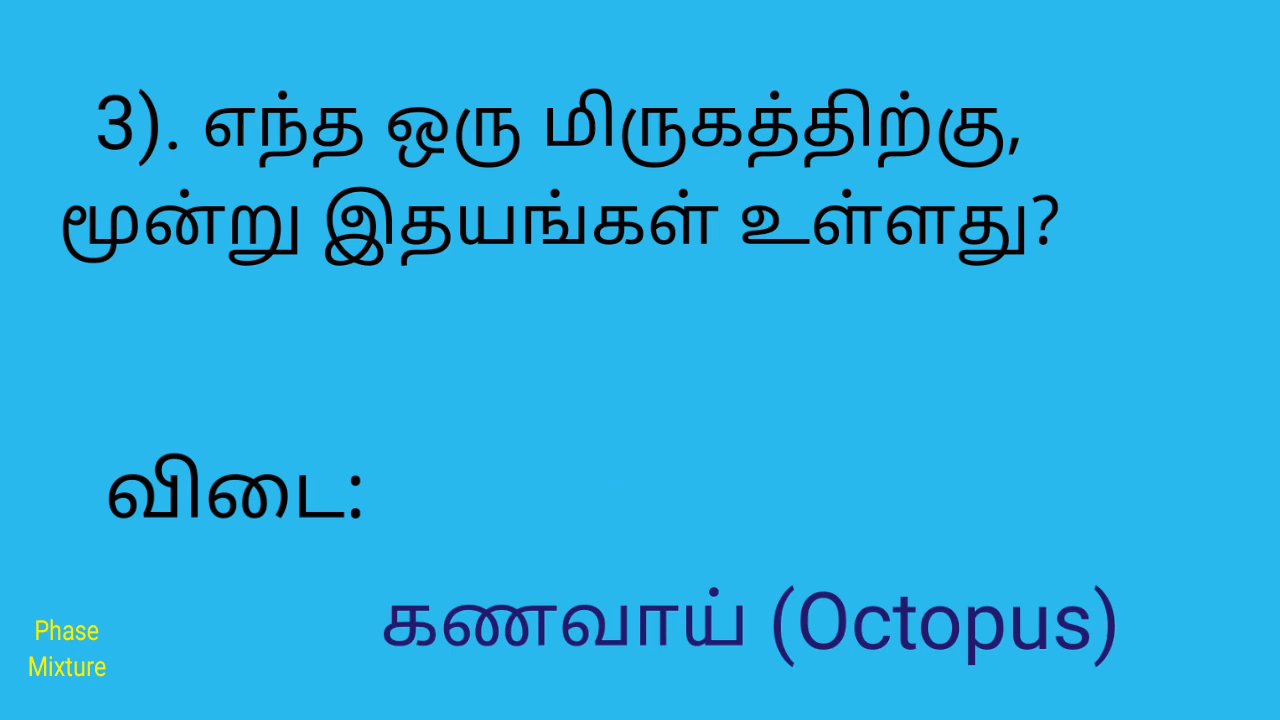 3). எந்த ஒரு மிருகத்திற்கு,
மூன்று இதயங்கள் உள்ளது?
விடை:
கணவாய் (Octopus)
Phase
Mixture